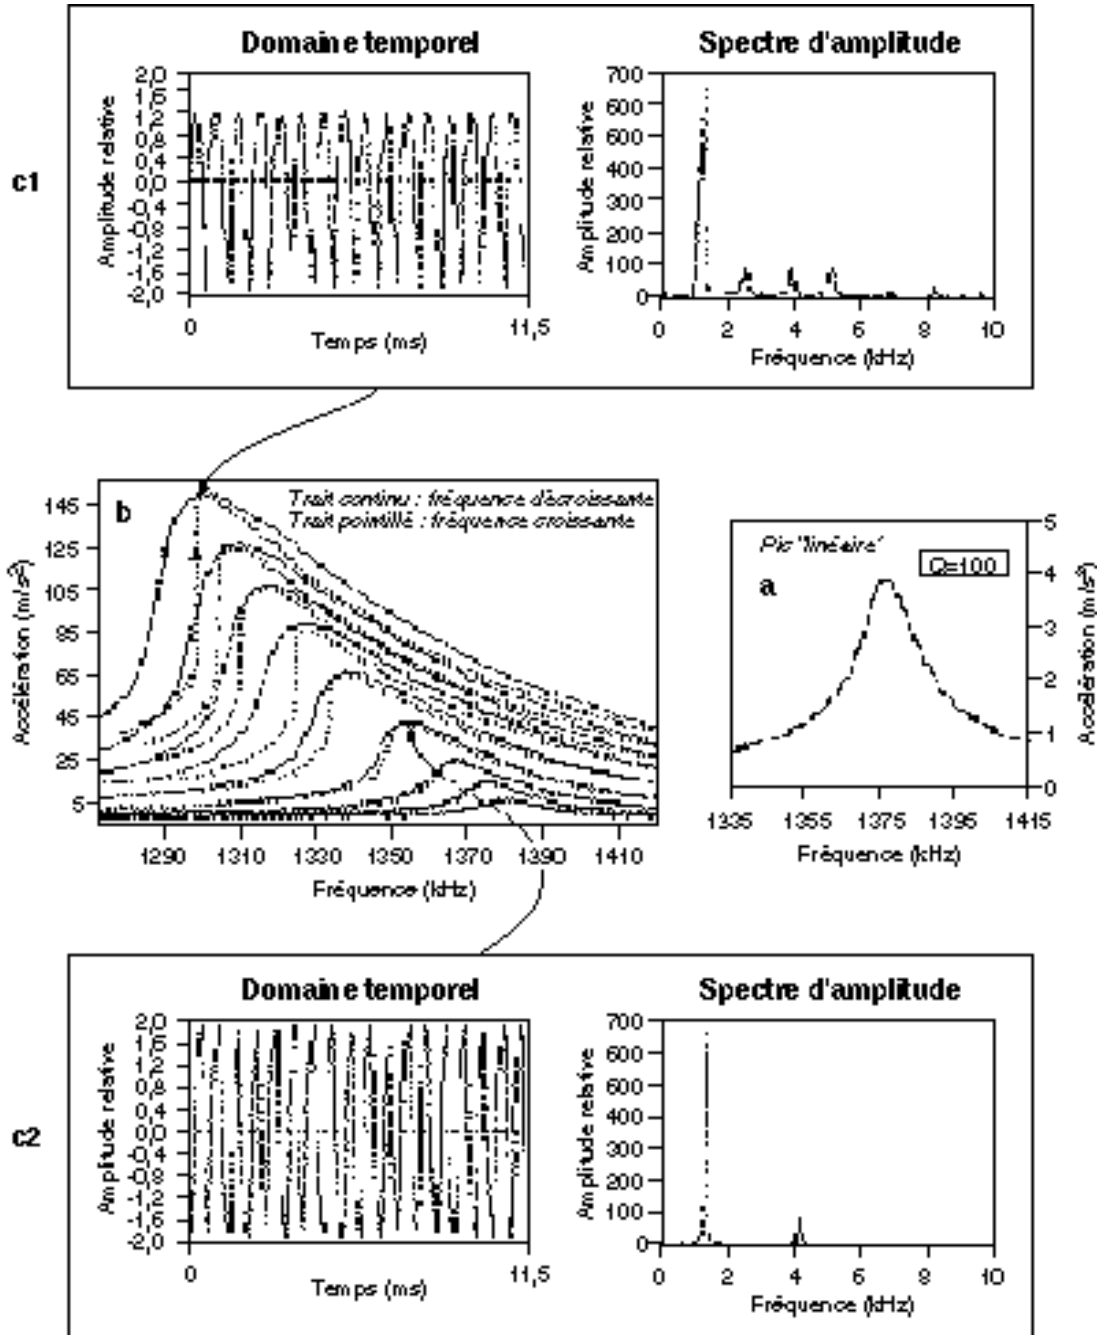 Domaine temporel
Spectre d'amplitude
c1
Amplitude relative
2,0
1,6
1,2
0,8
0,4
0,0
-0,4
-0,8
-1,2
-1,6
-2,0
0
11,5
Temps (ms)
Amplitude relative
700
600
500
400
300
200
100
0
0 2 4 6 8 10
Fréquence (kHz)
b
Trait continu : fréquence décroissante
Trait pointillé : fréquence croissante
Accélération (m/s²)
145
125
105
85
65
45
25
5
1290 1310 1330 1350 1370 1390 1410
Fréquence (kHz)
Pic "linéaire"
Q=100
a
5
4
3
2
1
0
Accélération (m/s²)
1335 1355 1375 1395 1415
Fréquence (kHz)
Domaine temporel
Spectre d'amplitude
c2
Amplitude relative
2,0
1,6
1,2
0,8
0,4
0,0
-0,4
-0,8
-1,2
-1,6
-2,0
0
11,5
Temps (ms)
Amplitude relative
700
600
500
400
300
200
100
0
0 2 4 6 8 10
Fréquence (kHz)